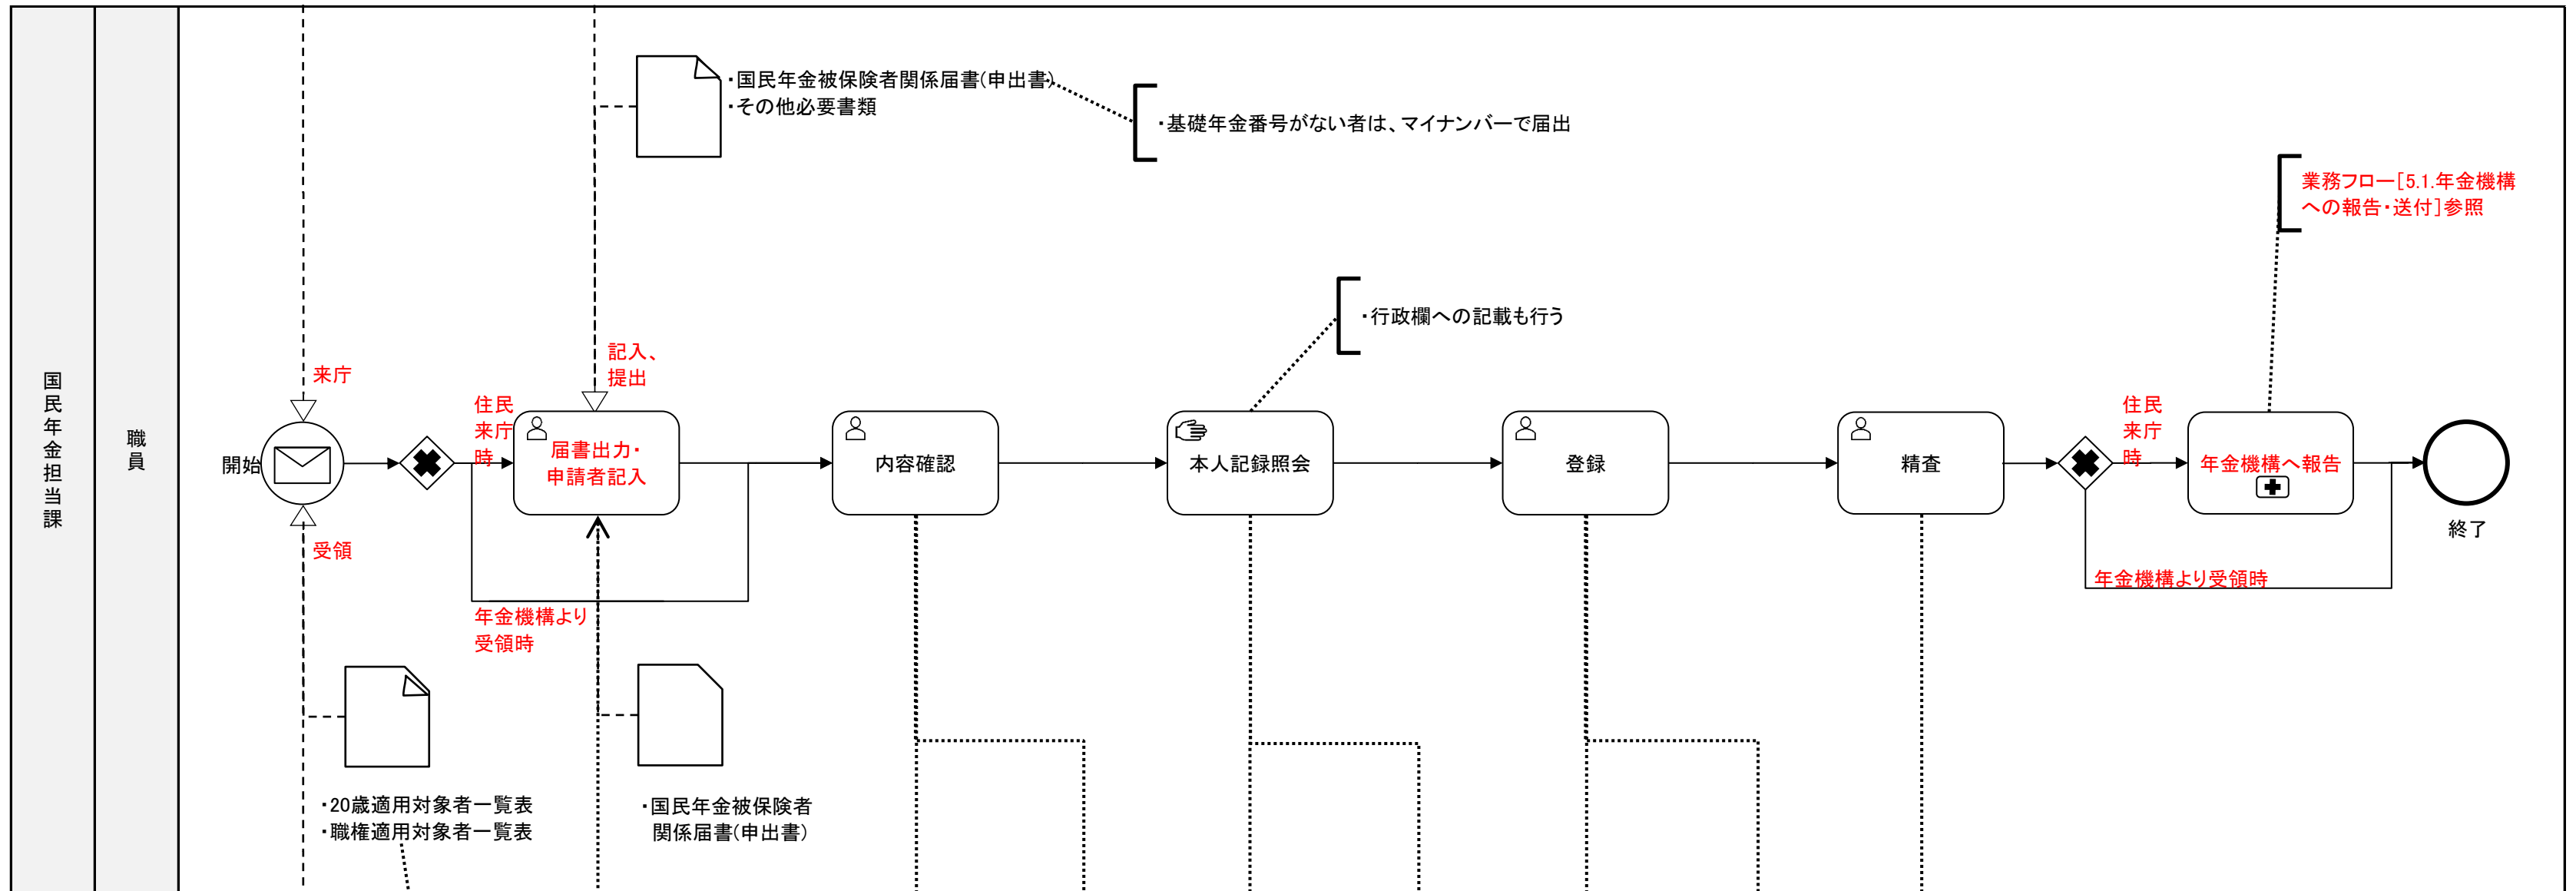 国民年金担当課
職員
・国民年金被保険者関係届書(申出書)
・その他必要書類
・基礎年金番号がない者は、マイナンバーで届出
業務フロー[5.1.年金機構
への報告・送付]参照
・行政欄への記載も行う
来庁
記入、
提出
開始
住民
来庁
時
届書出力・
申請者記入
内容確認
本人記録照会
登録
精査
住民
来庁
時
年金機構へ報告
終了
受領
年金機構より
受領時
年金機構より受領時
・20歳適用対象者一覧表
・職権適用対象者一覧表
・国民年金被保険者
関係届書(申出書)